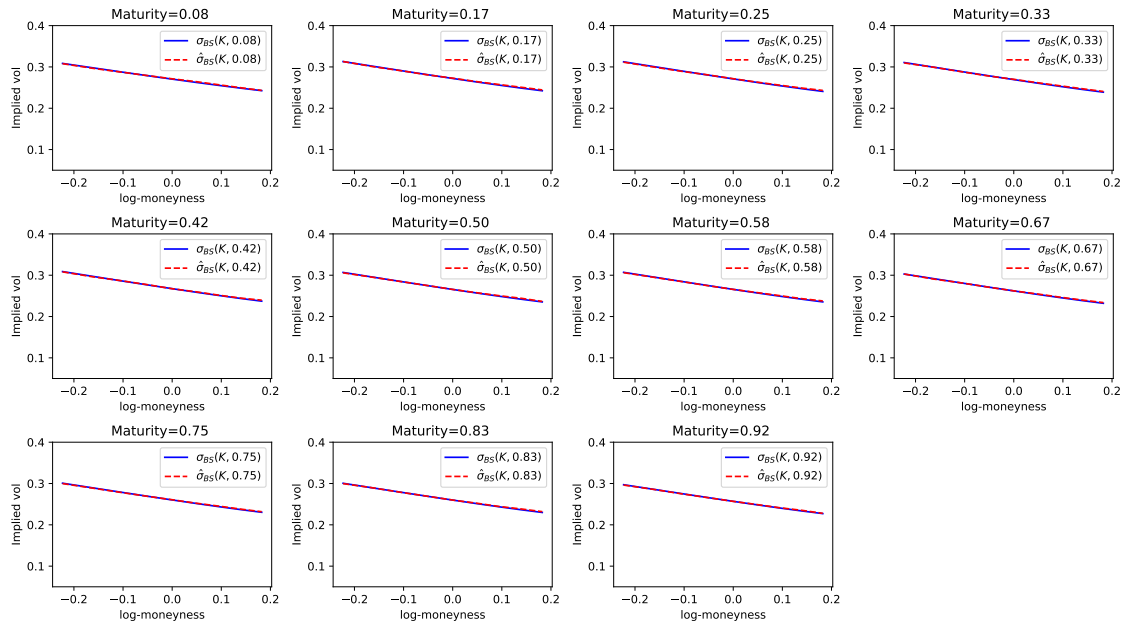 Maturity=0.08
Implied vol
0.4
0.3
0.2
0.1
σBS(K, 0.08)
σ̂BS(K, 0.08)
−0.2 −0.1 0.0 0.1 0.2
log-moneyness
Maturity=0.17
Implied vol
0.4
0.3
0.2
0.1
σBS(K, 0.17)
σ̂BS(K, 0.17)
−0.2 −0.1 0.0 0.1 0.2
log-moneyness
Maturity=0.25
Implied vol
0.4
0.3
0.2
0.1
σBS(K, 0.25)
σ̂BS(K, 0.25)
−0.2 −0.1 0.0 0.1 0.2
log-moneyness
Maturity=0.33
Implied vol
0.4
0.3
0.2
0.1
σBS(K, 0.33)
σ̂BS(K, 0.33)
−0.2 −0.1 0.0 0.1 0.2
log-moneyness
Maturity=0.42
Implied vol
0.4
0.3
0.2
0.1
σBS(K, 0.42)
σ̂BS(K, 0.42)
−0.2 −0.1 0.0 0.1 0.2
log-moneyness
Maturity=0.50
Implied vol
0.4
0.3
0.2
0.1
σBS(K, 0.50)
σ̂BS(K, 0.50)
−0.2 −0.1 0.0 0.1 0.2
log-moneyness
Maturity=0.58
Implied vol
0.4
0.3
0.2
0.1
σBS(K, 0.58)
σ̂BS(K, 0.58)
−0.2 −0.1 0.0 0.1 0.2
log-moneyness
Maturity=0.67
Implied vol
0.4
0.3
0.2
0.1
σBS(K, 0.67)
σ̂BS(K, 0.67)
−0.2 −0.1 0.0 0.1 0.2
log-moneyness
Maturity=0.75
Implied vol
0.4
0.3
0.2
0.1
σBS(K, 0.75)
σ̂BS(K, 0.75)
−0.2 −0.1 0.0 0.1 0.2
log-moneyness
Maturity=0.83
Implied vol
0.4
0.3
0.2
0.1
σBS(K, 0.83)
σ̂BS(K, 0.83)
−0.2 −0.1 0.0 0.1 0.2
log-moneyness
Maturity=0.92
Implied vol
0.4
0.3
0.2
0.1
σBS(K, 0.92)
σ̂BS(K, 0.92)
−0.2 −0.1 0.0 0.1 0.2
log-moneyness